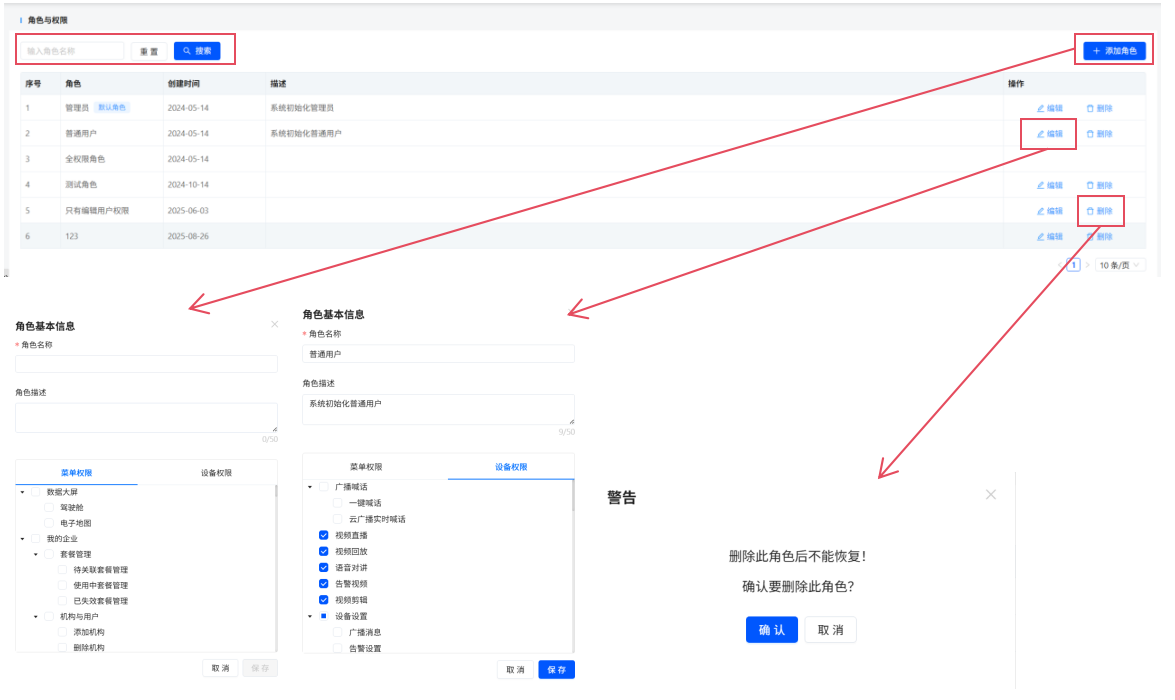 角色与权限
输入角色名称 重置 搜索 + 添加角色
序号 角色 创建时间 描述 操作
1 管理员 默认角色 2024-05-14 系统初始化管理员 编辑 删除
2 普通用户 2024-05-14 系统初始化普通用户 编辑 删除
3 全权限角色 2024-05-14
4 测试角色 2024-10-14 编辑 删除
5 只有编辑用户权限 2025-06-03 编辑 删除
6 123 2025-08-26 编辑 删除
< 1 > 10 条/页
角色基本信息
* 角色名称
角色描述
0/50
菜单权限 设备权限
数据大屏
驾驶舱
电子地图
我的企业
套餐管理
待关联套餐管理
使用中套餐管理
已失效套餐管理
机构与用户
添加机构
删除机构
取消 保存
角色基本信息
* 角色名称
普通用户
角色描述
系统初始化普通用户
9/50
菜单权限 设备权限
广播喊话
一键喊话
云广播实时喊话
视频直播
视频回放
语音对讲
告警视频
视频剪辑
设备设置
广播消息
告警设置
取消 保存
警告
删除此角色后不能恢复!
确认要删除此角色?
确认 取消